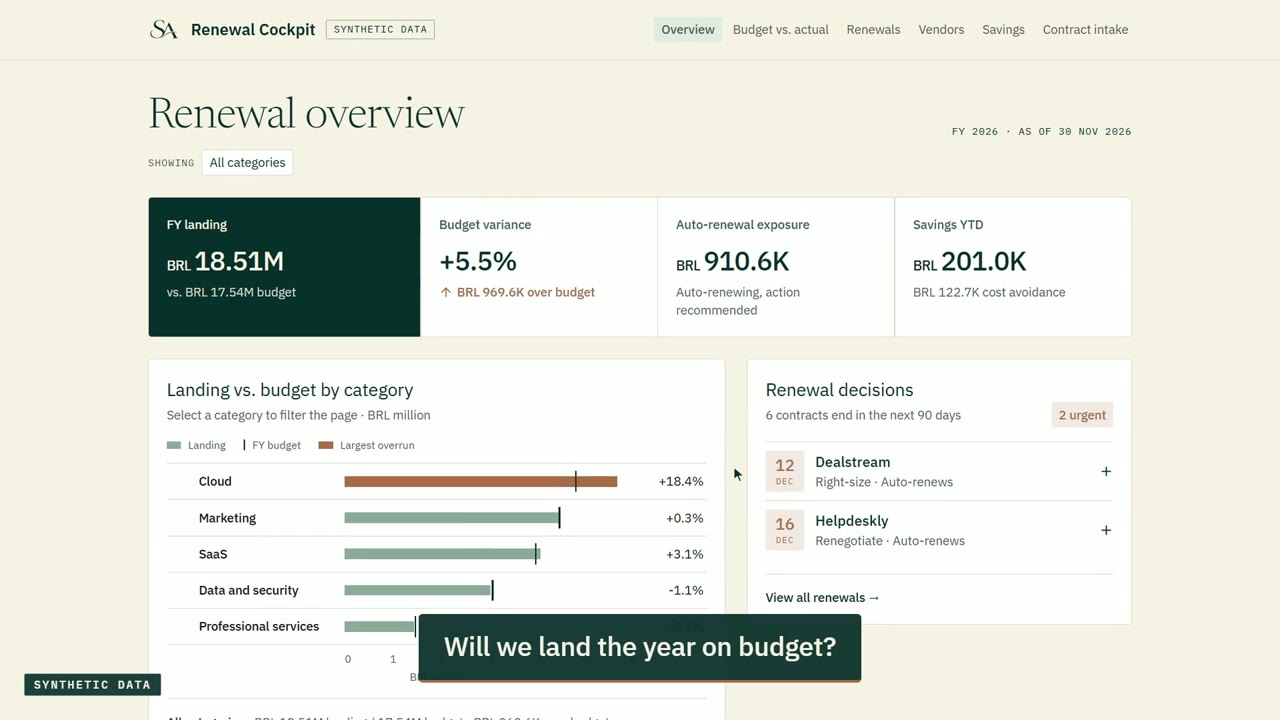 SA Renewal Cockpit SYNTHETIC DATA Overview Budget vs. actual Renewals Vendors Savings Contract intake
Renewal overview
FY 2026 · AS OF 30 NOV 2026
SHOWING All categories
FY landing
BRL 18.51M
vs. BRL 17.54M budget
Budget variance
+5.5%
↑ BRL 969.6K over budget
Auto-renewal exposure
BRL 910.6K
Auto-renewing, action
recommended
Savings YTD
BRL 201.0K
BRL 122.7K cost avoidance
Landing vs. budget by category
Select a category to filter the page · BRL million
Landing FY budget Largest overrun
Cloud +18.4%
Marketing +0.3%
SaaS +3.1%
Data and security -1.1%
Professional services
0 1
Renewal decisions
6 contracts end in the next 90 days 2 urgent
12 DEC
Dealstream
Right-size · Auto-renews
+
16 DEC
Helpdeskly
Renegotiate · Auto-renews
+
View all renewals →
Will we land the year on budget?
SYNTHETIC DATA